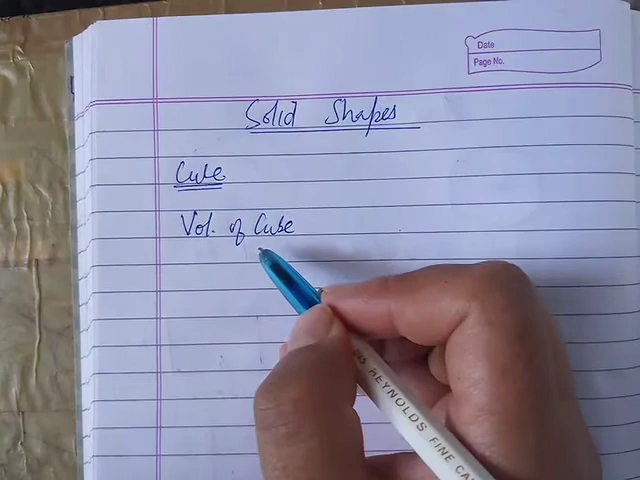 Date
Page No.
Solid Shapes
Cube
Vol. of Cube
REYNOLDS FINE CA